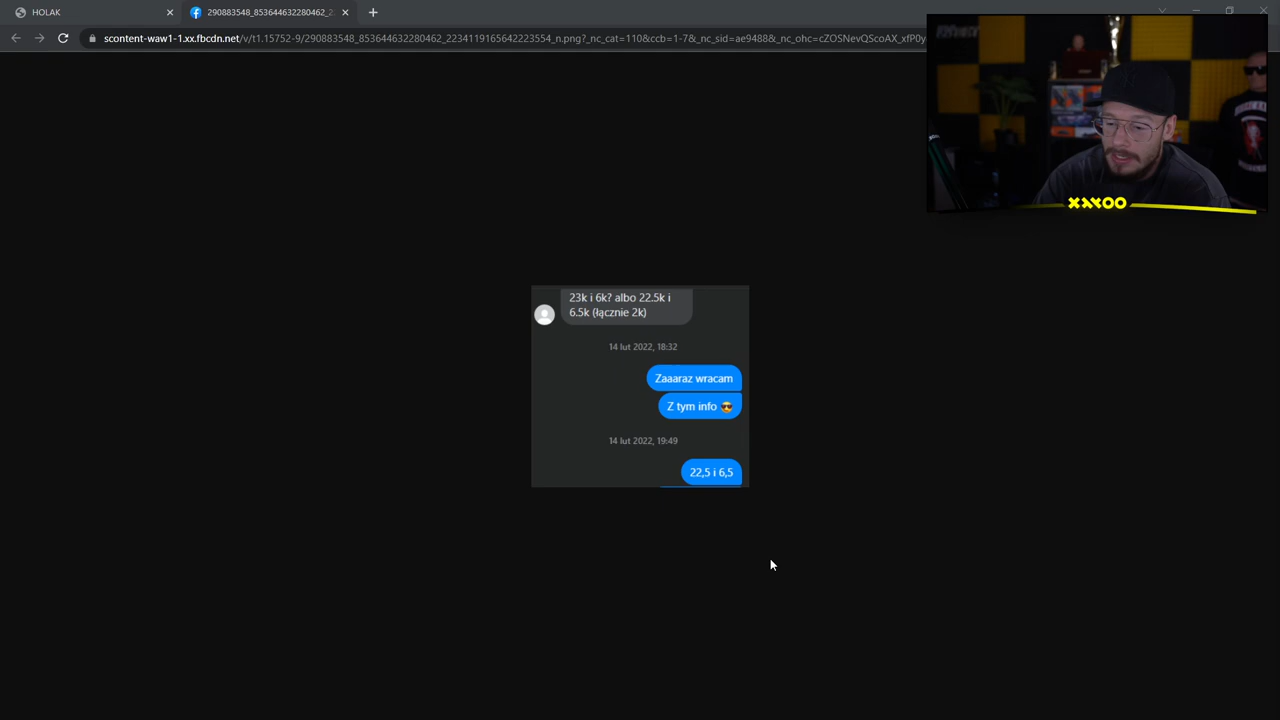 HOLAK
290883548_853644632280462_2
scontent-waw1-1.xx.fbcdn.net/v/t1.15752-9/290883548_853644632280462_2234119165642223554_n.png?_nc_cat=110&ccb=1-7&_nc_sid=ae9488&_nc_ohc=cZOSNevQScoAX_xfP0y
XAYOO
23k i 6k? albo 22.5k i
6.5k (łącznie 2k)
14 lut 2022, 18:32
Zaaaraz wracam
Z tym info 😎
14 lut 2022, 19:49
22,5 i 6,5